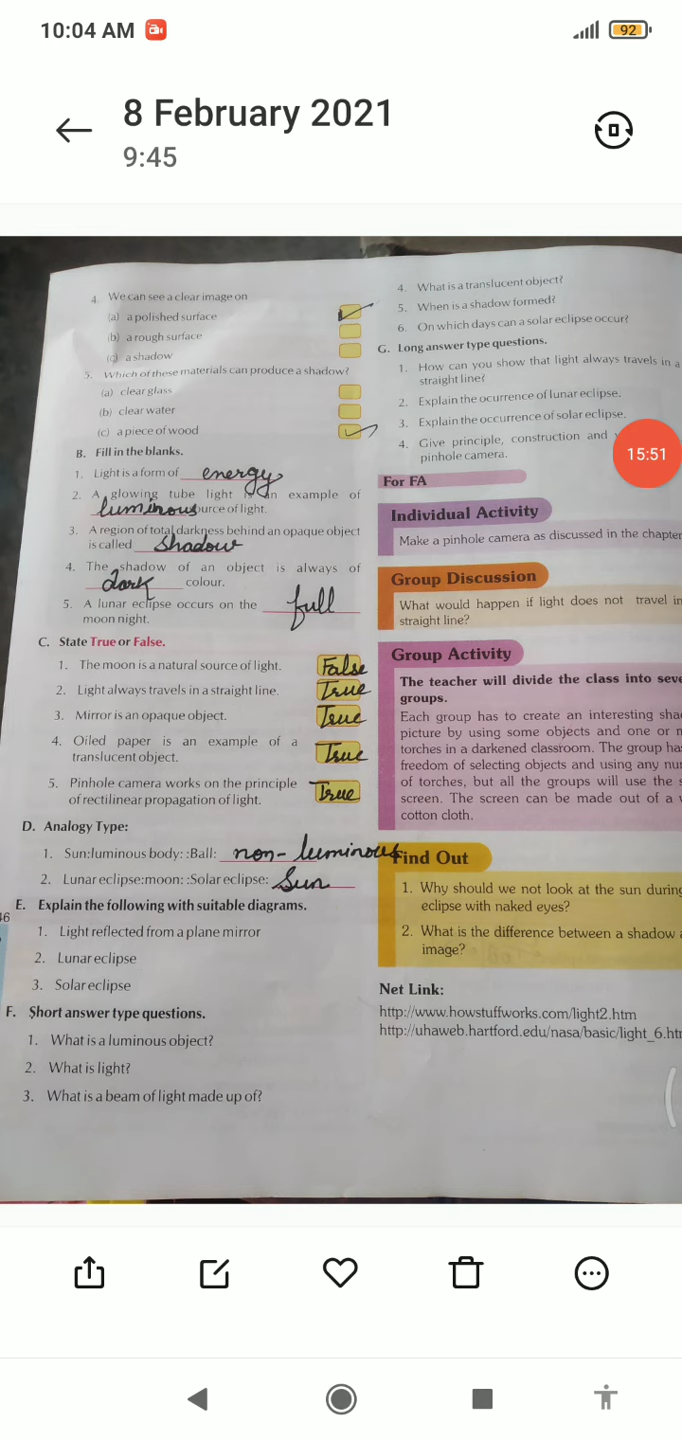 10:04 AM
92
8 February 2021
9:45
4. We can see a clear image on
(a) a polished surface
(b) a rough surface
(c) a shadow
5. Which of these materials can produce a shadow?
(a) clear glass
(b) clear water
(c) a piece of wood
B. Fill in the blanks.
1. Light is a form of energy
2. A glowing tube light is an example of
luminous urce of light.
3. A region of total darkness behind an opaque object
is called shadow
4. The shadow of an object is always of
dark colour.
5. A lunar eclipse occurs on the full
moon night.
C. State True or False.
1. The moon is a natural source of light. False
2. Light always travels in a straight line. True
3. Mirror is an opaque object. True
4. Oiled paper is an example of a
translucent object. True
5. Pinhole camera works on the principle
of rectilinear propagation of light. True
D. Analogy Type:
1. Sun:luminous body: :Ball: non-luminous
2. Lunar eclipse:moon: :Solar eclipse: Sun
46
E. Explain the following with suitable diagrams.
1. Light reflected from a plane mirror
2. Lunar eclipse
3. Solar eclipse
F. Short answer type questions.
1. What is a luminous object?
2. What is light?
3. What is a beam of light made up of?
4. What is a translucent object?
5. When is a shadow formed?
6. On which days can a solar eclipse occur?
G. Long answer type questions.
1. How can you show that light always travels in a
straight line?
2. Explain the ocurrence of lunar eclipse.
3. Explain the occurrence of solar eclipse.
4. Give principle, construction and
pinhole camera.
15:51
For FA
Individual Activity
Make a pinhole camera as discussed in the chapter
Group Discussion
What would happen if light does not travel in
straight line?
Group Activity
The teacher will divide the class into seve
groups.
Each group has to create an interesting sha
picture by using some objects and one or m
torches in a darkened classroom. The group ha
freedom of selecting objects and using any nu
of torches, but all the groups will use the s
screen. The screen can be made out of a w
cotton cloth.
Find Out
1. Why should we not look at the sun during
eclipse with naked eyes?
2. What is the difference between a shadow a
image?
Net Link:
http://www.howstuffworks.com/light2.htm
http://uhaweb.hartford.edu/nasa/basic/light_6.htm